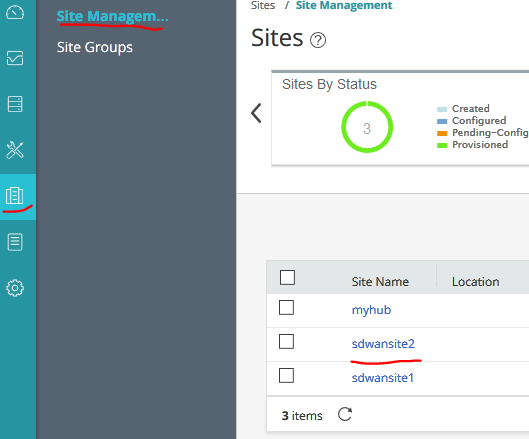 Sites / Site Management
Site Managem...
Site Groups
Sites ?
Sites By Status
3
Created
Configured
Pending-Config
Provisioned
Site Name Location
myhub
sdwansite2
sdwansite1
3 items